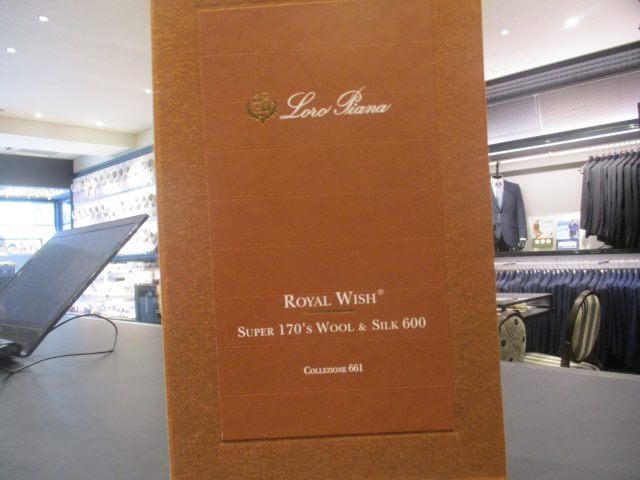 Loro Piana
ROYAL WISH®
SUPER 170'S WOOL & SILK 600
COLLEZIONE 661